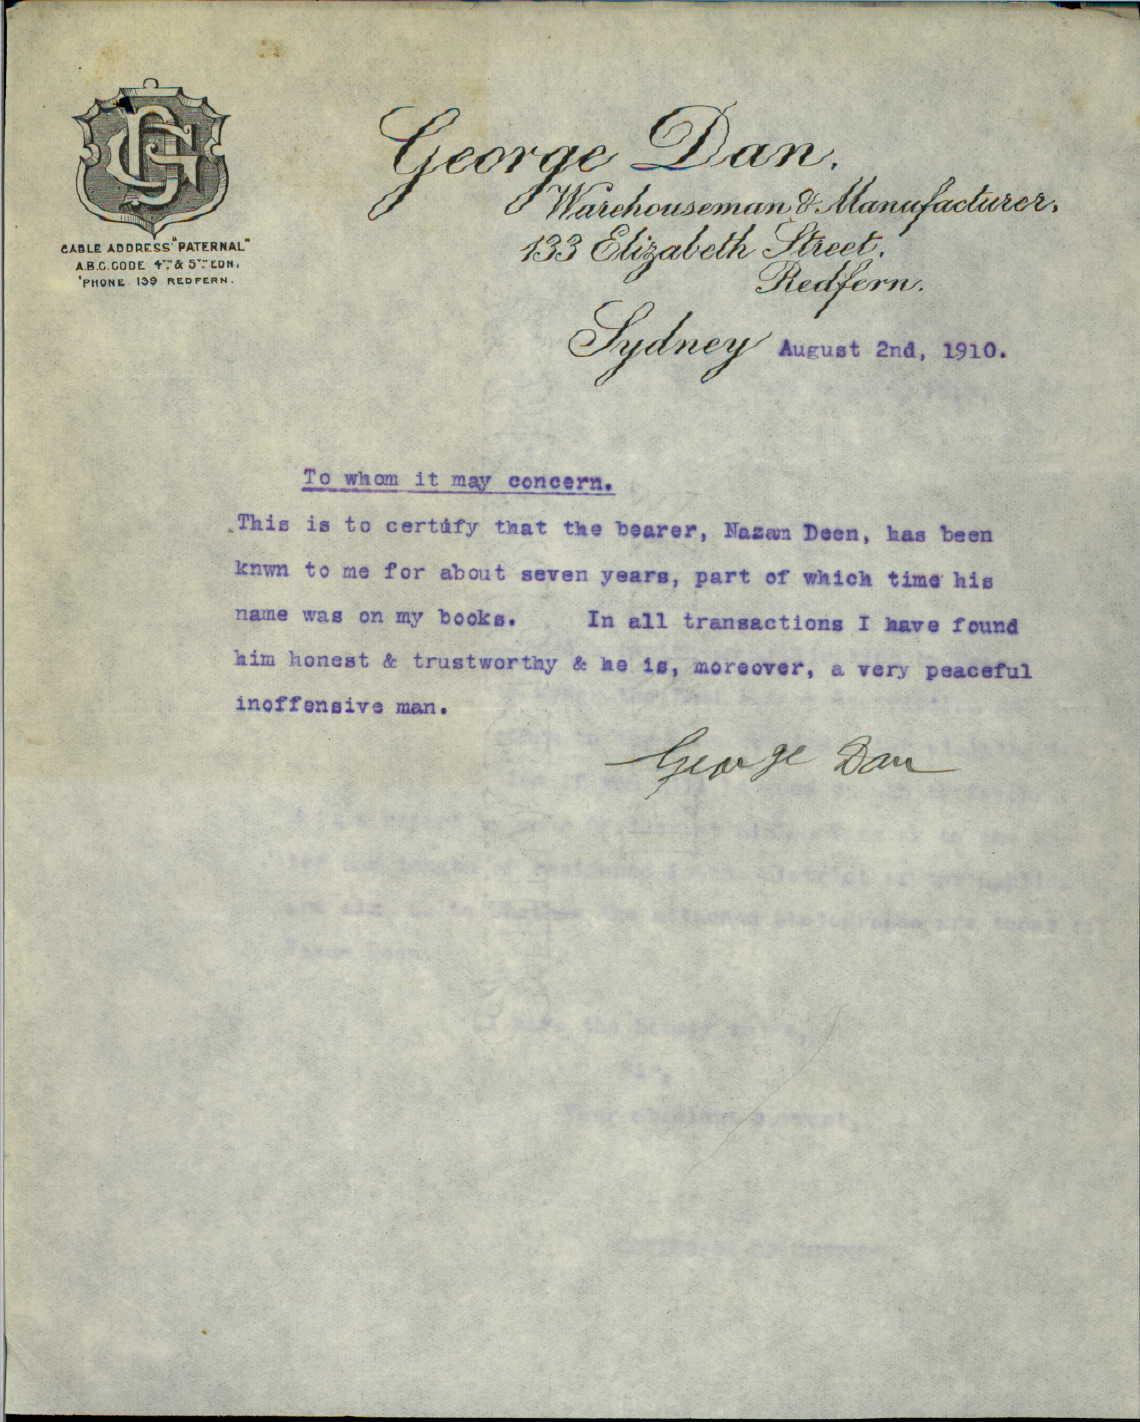 GD
CABLE ADDRESS "PATERNAL"
A.B.C. CODE 4TH & 5TH EDN.
'PHONE 139 REDFERN.
George Dan.
Warehouseman & Manufacturer.
133 Elizabeth Street.
Redfern.
Sydney August 2nd, 1910.
To whom it may concern.
This is to certify that the bearer, Nazam Deen, has been
knwn to me for about seven years, part of which time his
name was on my books. In all transactions I have found
him honest & trustworthy & he is, moreover, a very peaceful
inoffensive man.
George Dan